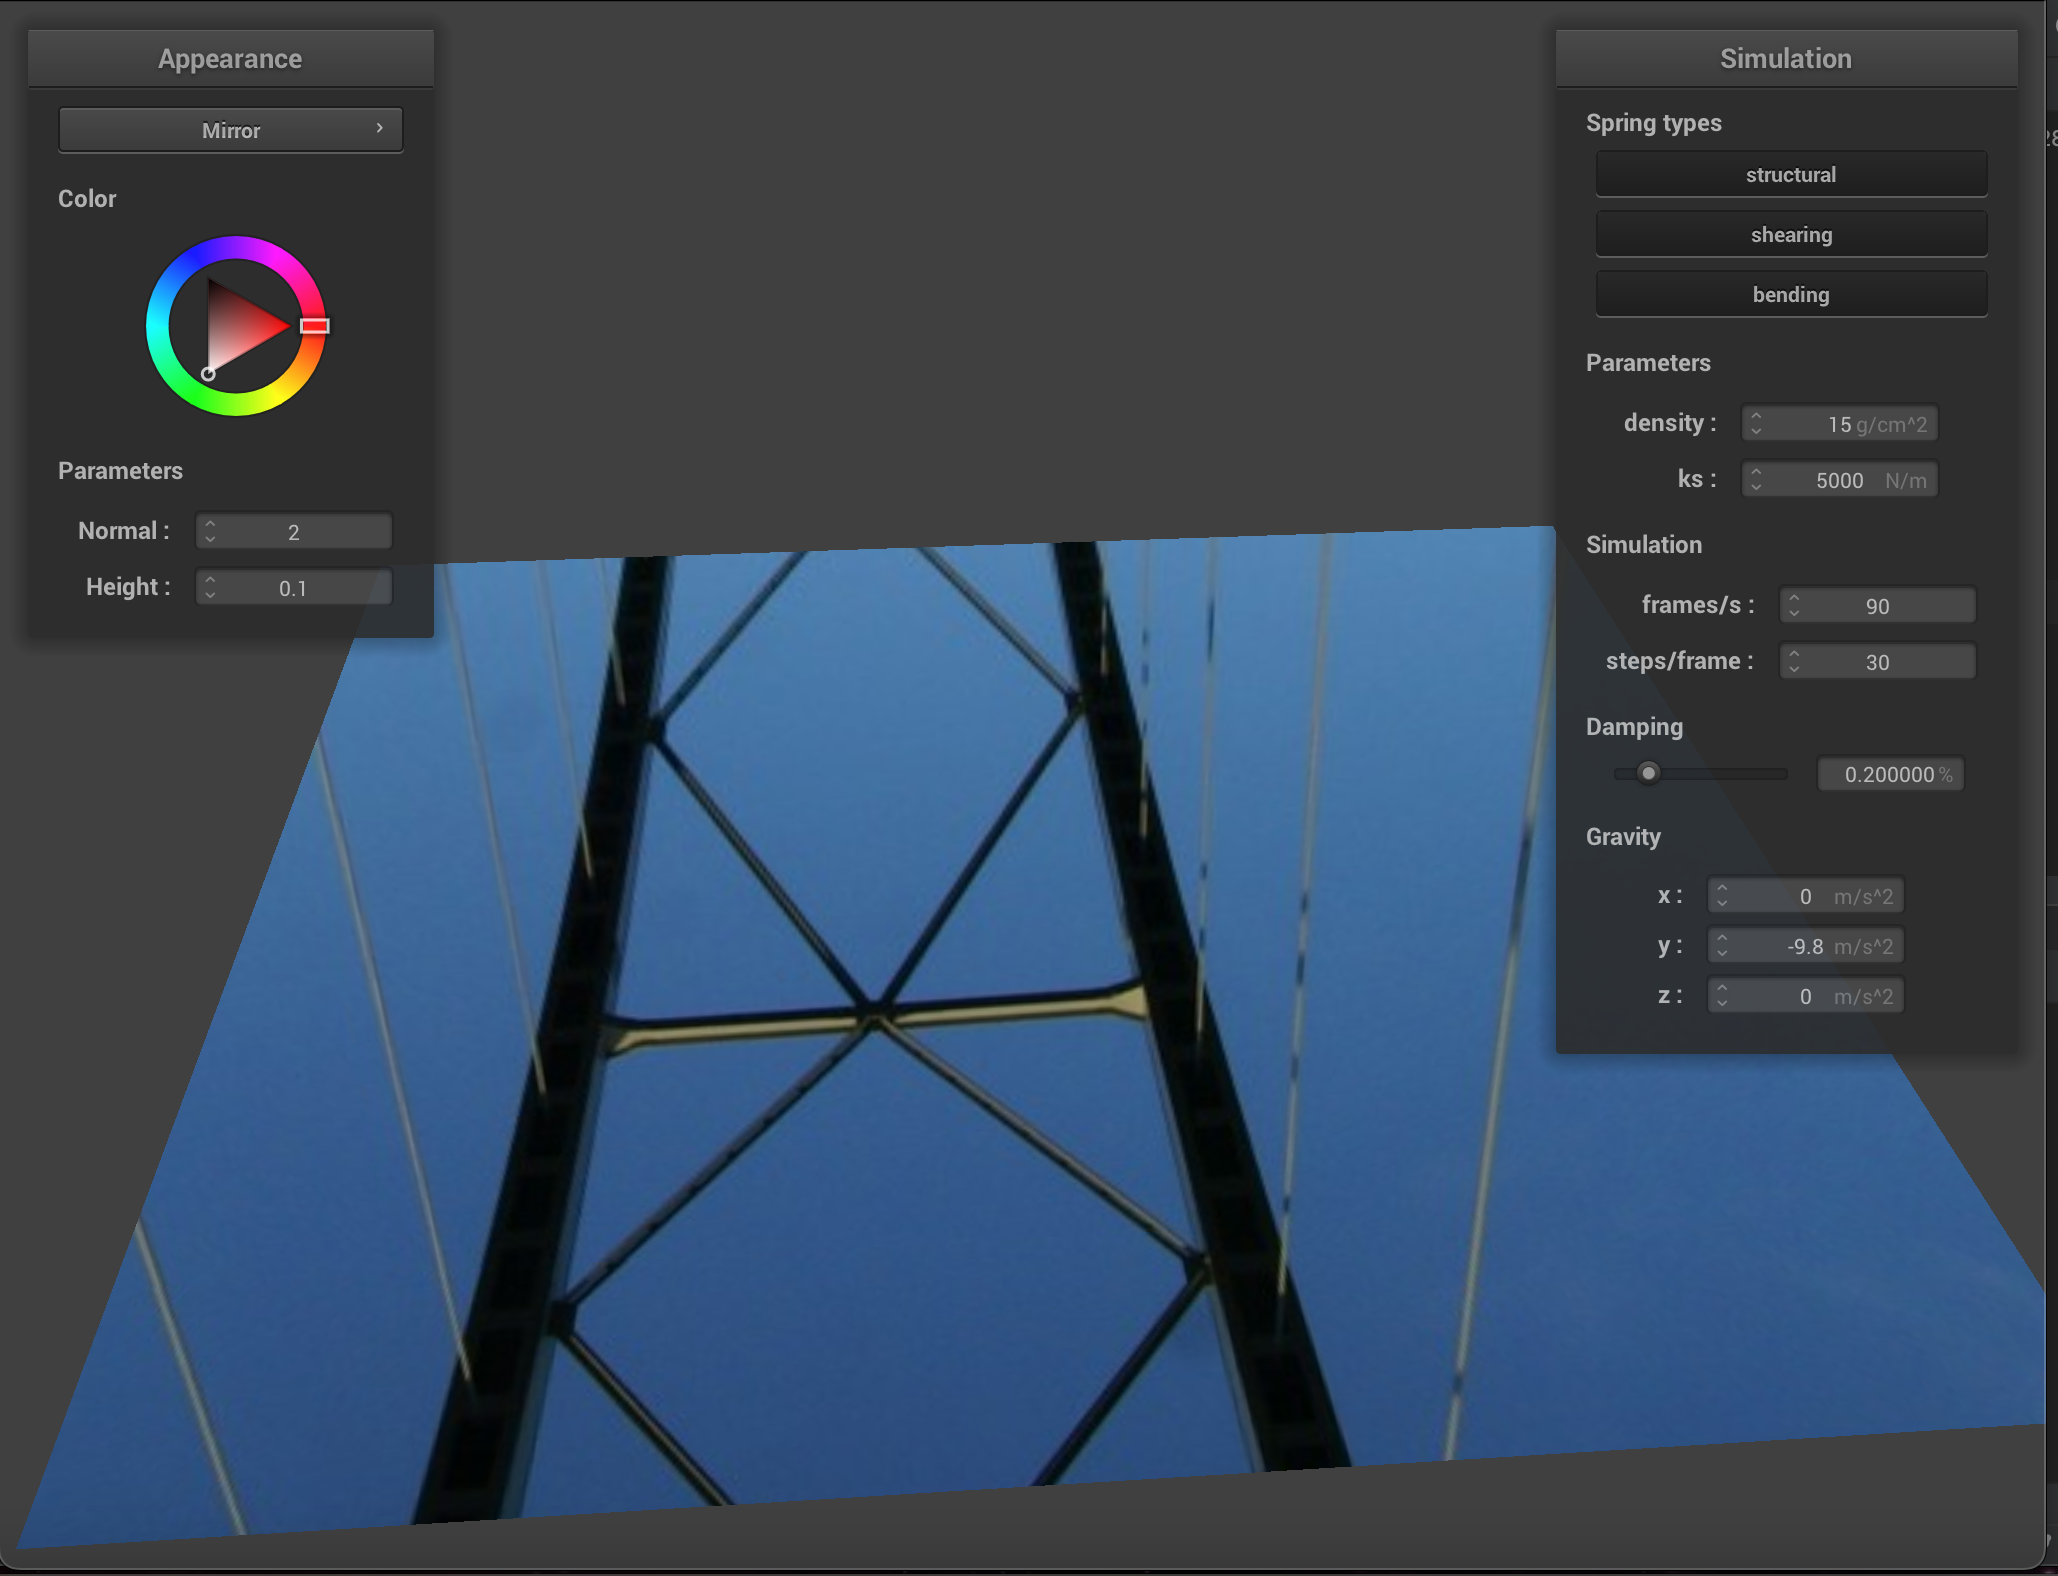 Appearance
Mirror
Color
Parameters
Normal : 2
Height : 0.1
Simulation
Spring types
structural
shearing
bending
Parameters
density : 15 g/cm^2
ks : 5000 N/m
Simulation
frames/s : 90
steps/frame : 30
Damping
0.200000 %
Gravity
x : 0 m/s^2
y : -9.8 m/s^2
z : 0 m/s^2